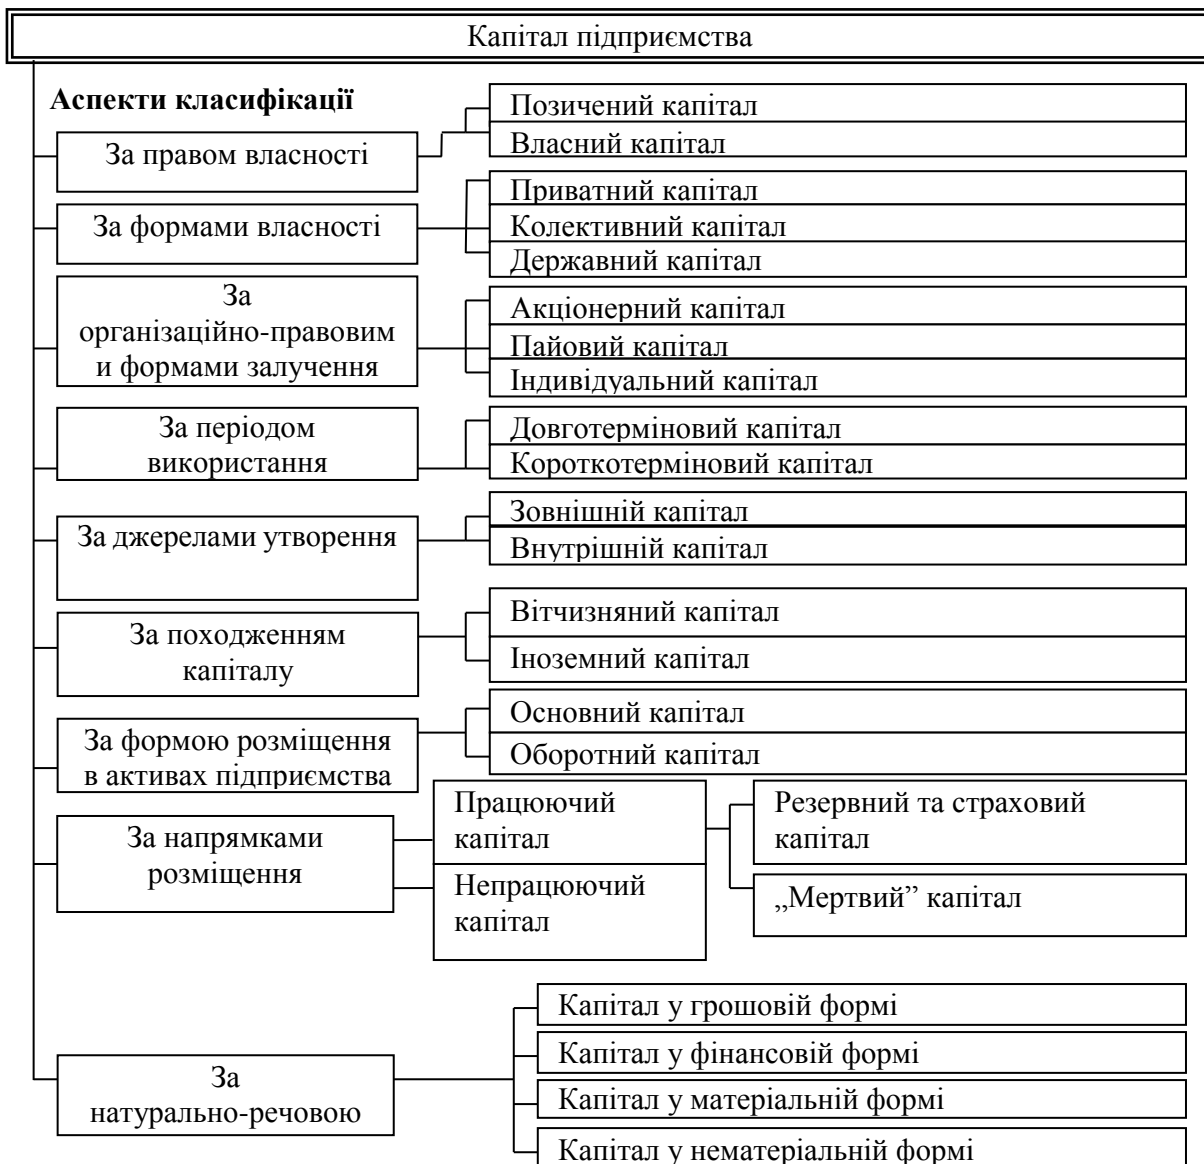 Капітал підприємства
Аспекти класифікації
За правом власності
Позичений капітал
Власний капітал
За формами власності
Приватний капітал
Колективний капітал
Державний капітал
За
організаційно-правовим
и формами залучення
Акціонерний капітал
Пайовий капітал
Індивідуальний капітал
За періодом
використання
Довготерміновий капітал
Короткотерміновий капітал
За джерелами утворення
Зовнішній капітал
Внутрішній капітал
За походженням
капіталу
Вітчизняний капітал
Іноземний капітал
За формою розміщення
в активах підприємства
Основний капітал
Оборотний капітал
За напрямками
розміщення
Працюючий
капітал
Непрацюючий
капітал
Резервний та страховий
капітал
„Мертвий” капітал
За
натурально-речовою
Капітал у грошовій формі
Капітал у фінансовій формі
Капітал у матеріальній формі
Капітал у нематеріальній формі